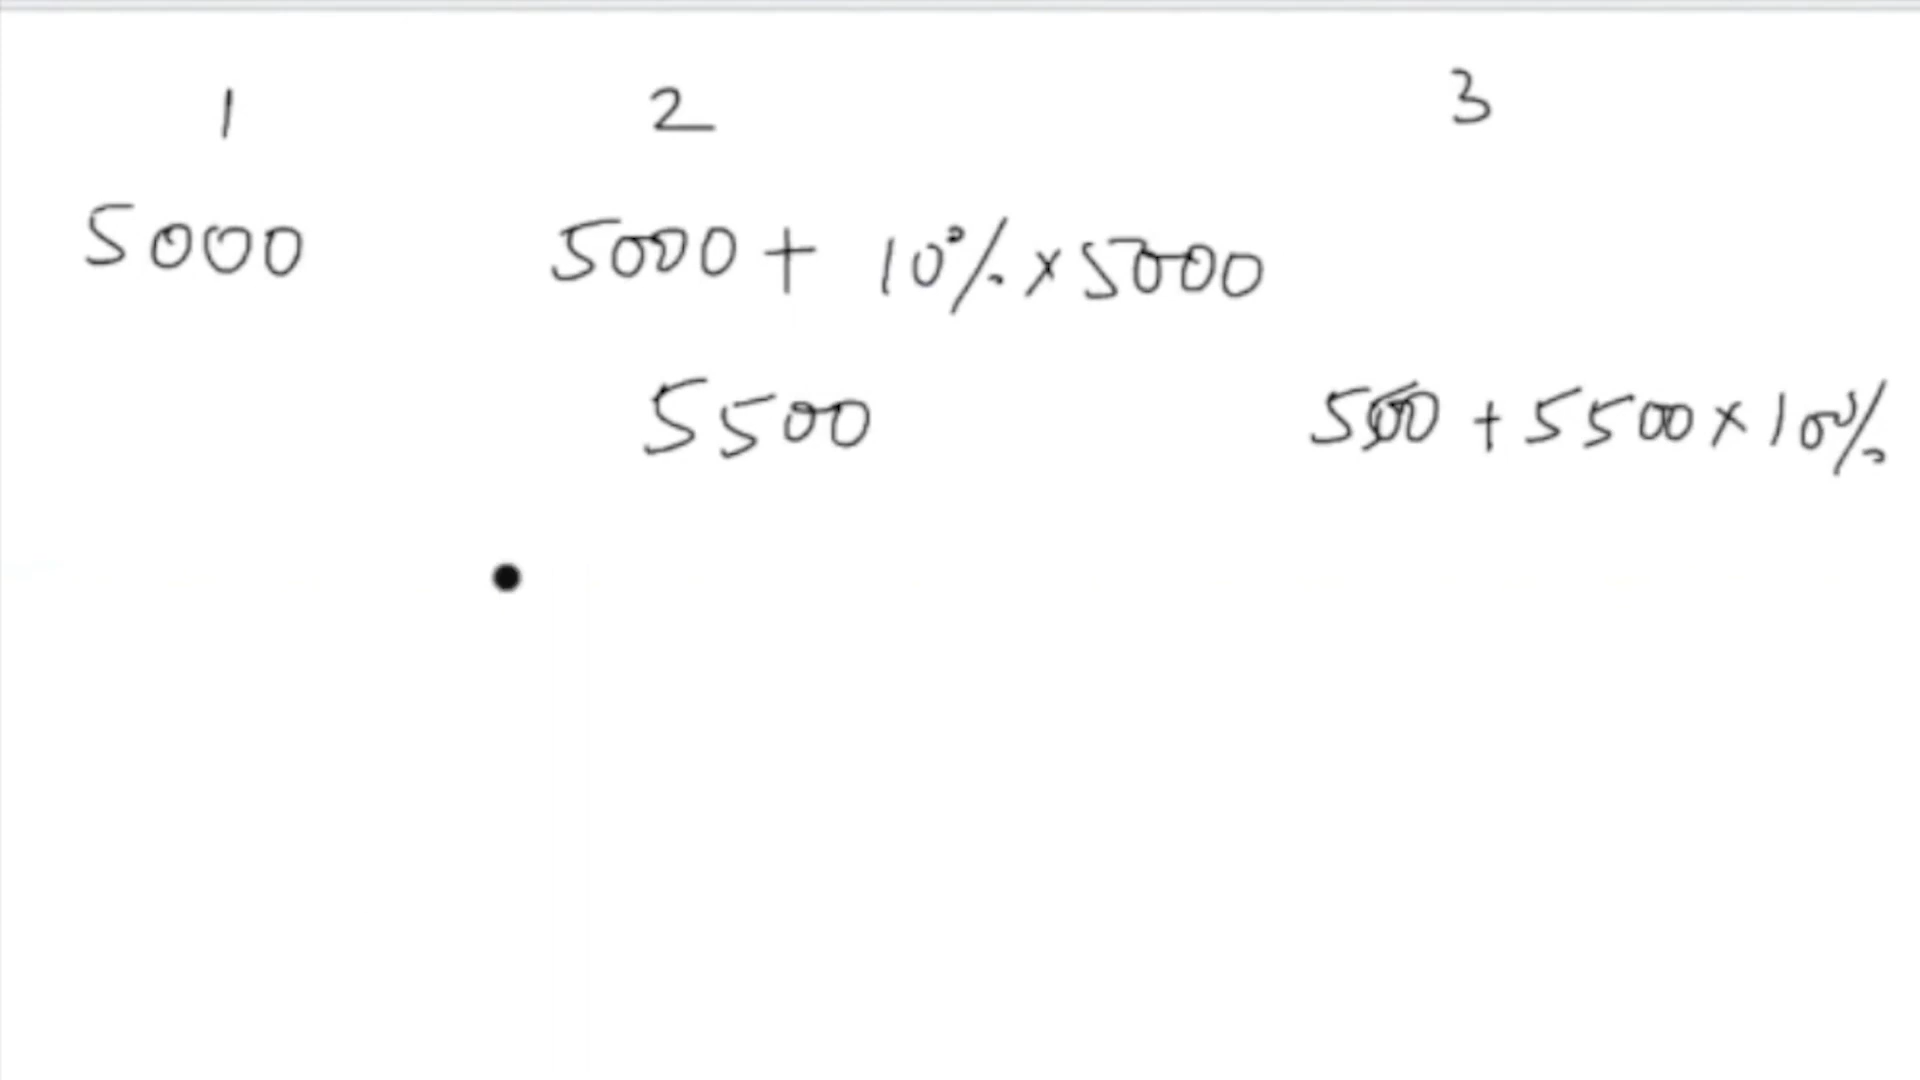 1 2 3
5000 5000 + 10% x 5000
5500 5500 + 5500 x 10%